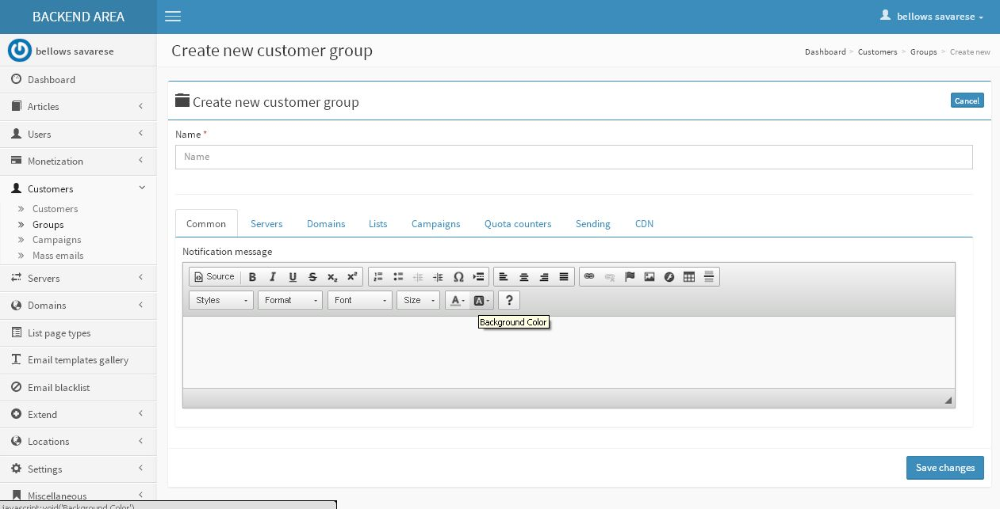 BACKEND AREA
bellows savarese
bellows savarese
Create new customer group
Dashboard > Customers > Groups > Create new
Dashboard
Articles
Users
Monetization
Customers
Customers
Groups
Campaigns
Mass emails
Servers
Domains
List page types
Email templates gallery
Email blacklist
Extend
Locations
Settings
Miscellaneous
Create new customer group
Cancel
Name *
Name
Common Servers Domains Lists Campaigns Quota counters Sending CDN
Notification message
Source B I U S x₂ x² Ω
Styles Format Font Size A A ?
Background Color
Save changes
javascript:void('Background Color')